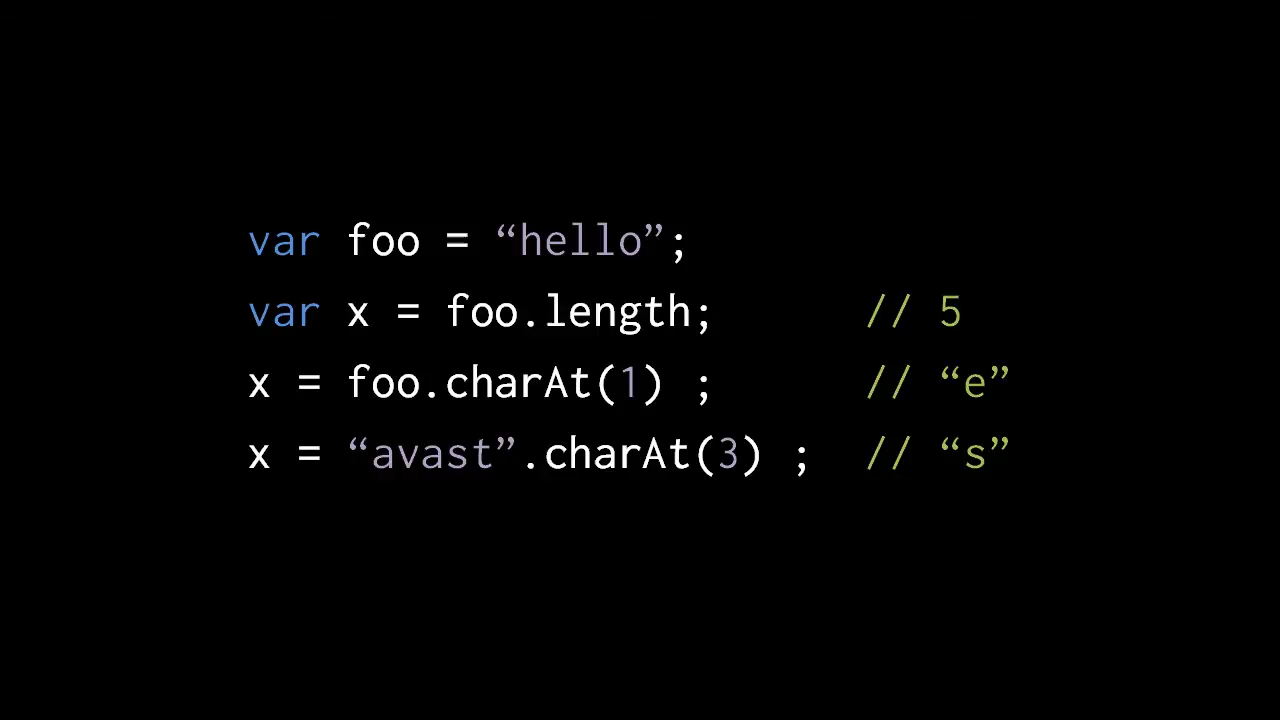 var foo = “hello”;
var x = foo.length; // 5
x = foo.charAt(1) ; // “e”
x = “avast”.charAt(3) ; // “s”